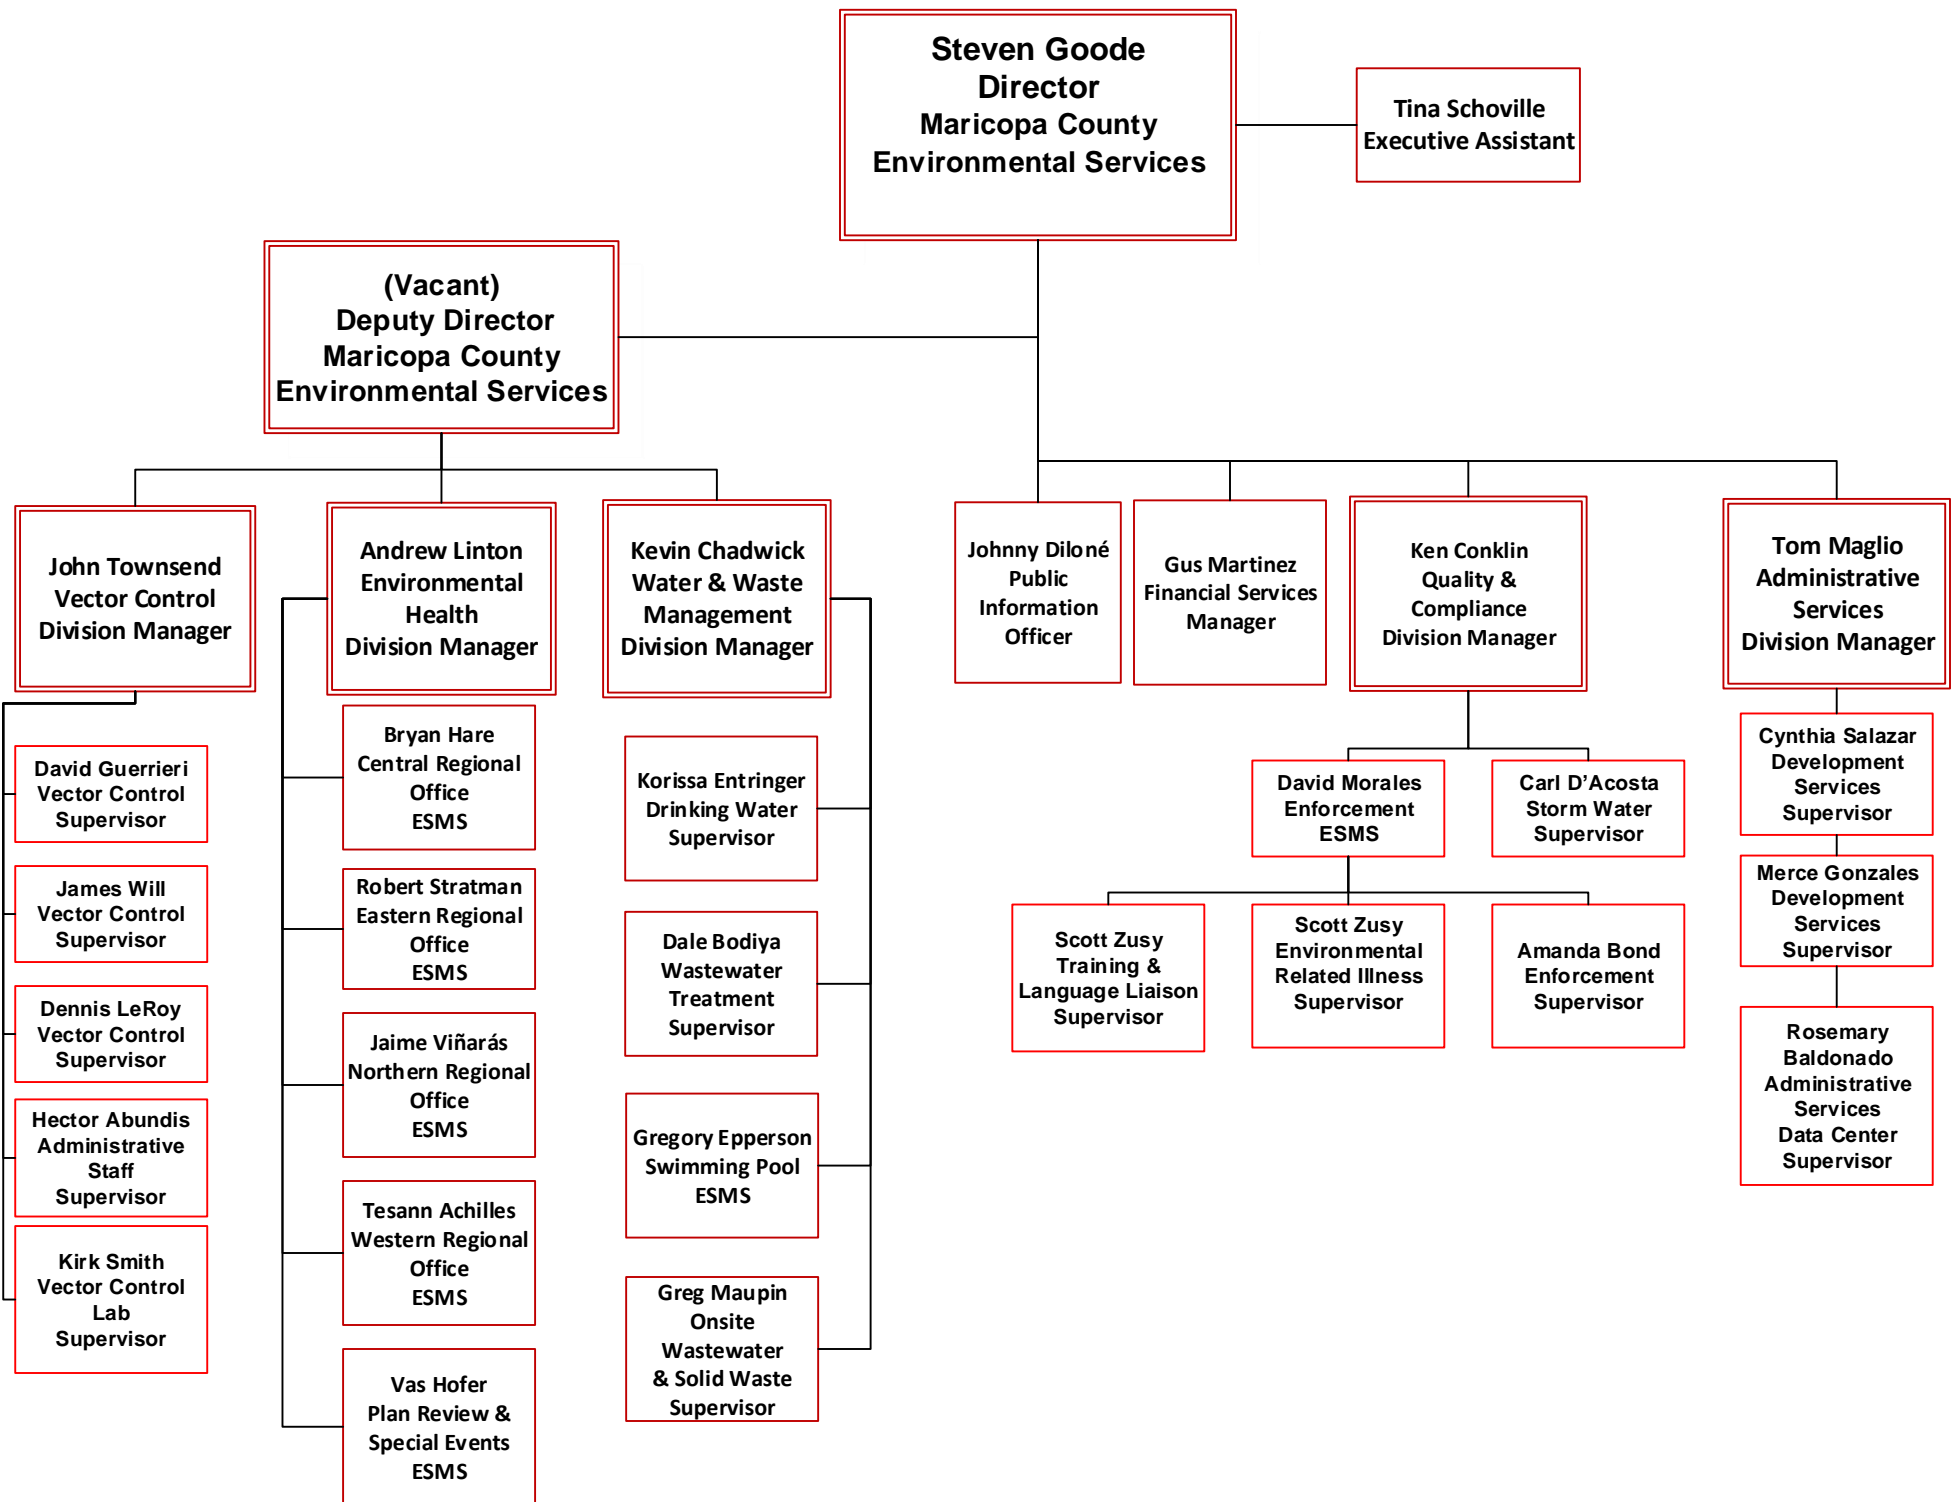 Steven Goode
Director
Maricopa County
Environmental Services
Tina Schoville
Executive Assistant
(Vacant)
Deputy Director
Maricopa County
Environmental Services
John Townsend
Vector Control
Division Manager
Andrew Linton
Environmental
Health
Division Manager
Kevin Chadwick
Water & Waste
Management
Division Manager
Johnny Diloné
Public
Information
Officer
Gus Martinez
Financial Services
Manager
Ken Conklin
Quality &
Compliance
Division Manager
Tom Maglio
Administrative
Services
Division Manager
David Guerrieri
Vector Control
Supervisor
James Will
Vector Control
Supervisor
Dennis LeRoy
Vector Control
Supervisor
Hector Abundis
Administrative
Staff
Supervisor
Kirk Smith
Vector Control
Lab
Supervisor
Bryan Hare
Central Regional
Office
ESMS
Robert Stratman
Eastern Regional
Office
ESMS
Jaime Viñarás
Northern Regional
Office
ESMS
Tesann Achilles
Western Regional
Office
ESMS
Vas Hofer
Plan Review &
Special Events
ESMS
Korissa Entringer
Drinking Water
Supervisor
Dale Bodiya
Wastewater
Treatment
Supervisor
Gregory Epperson
Swimming Pool
ESMS
Greg Maupin
Onsite
Wastewater
& Solid Waste
Supervisor
David Morales
Enforcement
ESMS
Carl D’Acosta
Storm Water
Supervisor
Scott Zusy
Training &
Language Liaison
Supervisor
Scott Zusy
Environmental
Related Illness
Supervisor
Amanda Bond
Enforcement
Supervisor
Cynthia Salazar
Development
Services
Supervisor
Merce Gonzales
Development
Services
Supervisor
Rosemary
Baldonado
Administrative
Services
Data Center
Supervisor